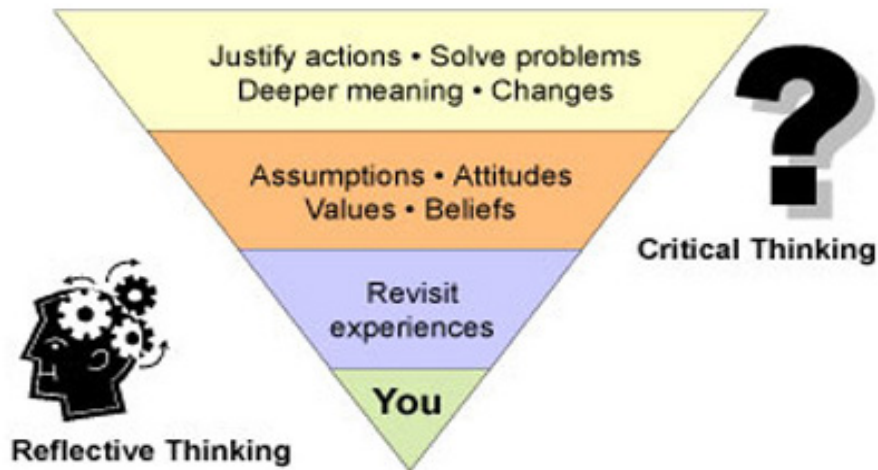 Justify actions • Solve problems
Deeper meaning • Changes
Assumptions • Attitudes
Values • Beliefs
Critical Thinking
Revisit
experiences
You
Reflective Thinking